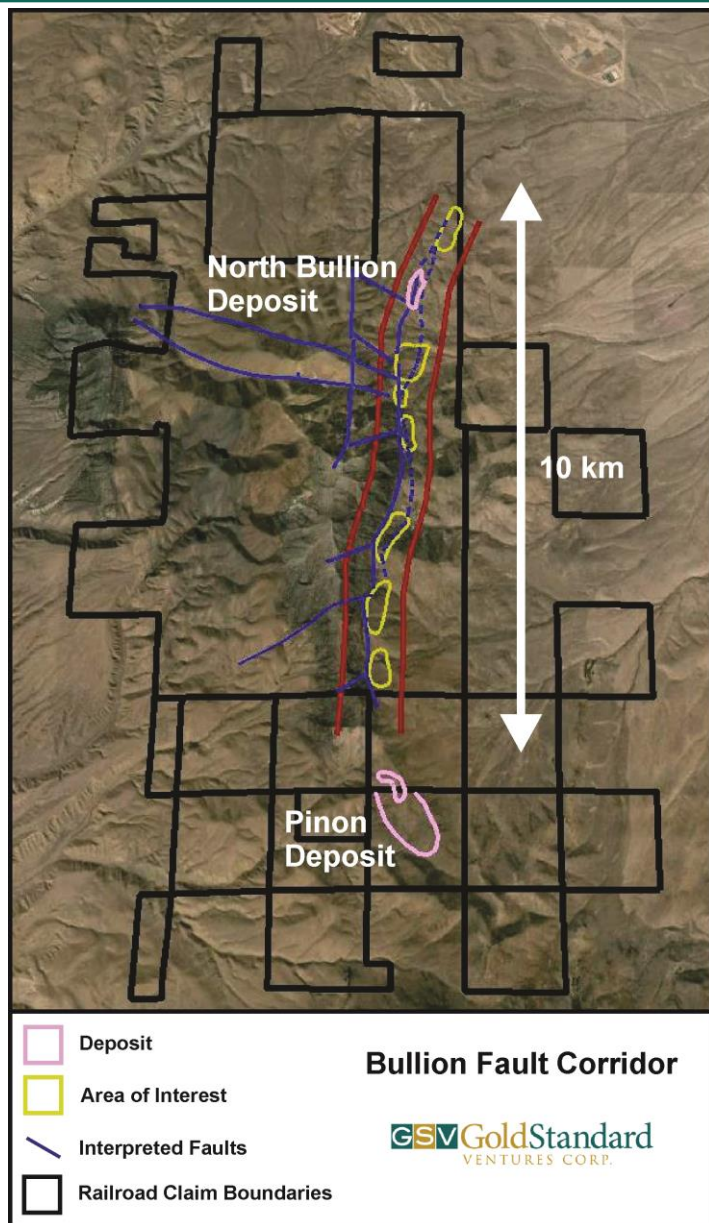 North Bullion
Deposit
10 km
Pinon
Deposit
Deposit
Area of Interest
Interpreted Faults
Railroad Claim Boundaries
Bullion Fault Corridor
GSV GoldStandard
VENTURES CORP.